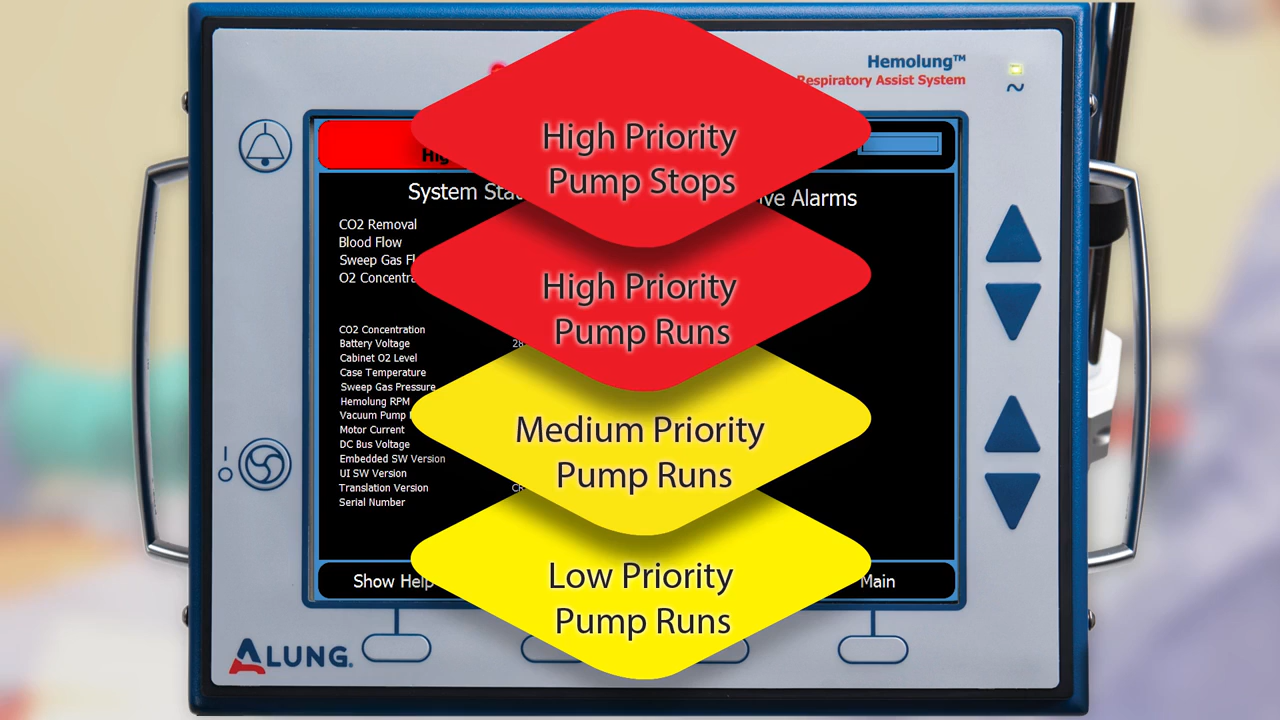 Hemolung™
Respiratory Assist System
High Priority
Pump Stops
System
ve Alarms
CO2 Removal
Blood Flow
Sweep Gas
O2
High Priority
Pump Runs
CO2 Concentration
Battery Voltage
Cabinet O2 Level
Case Temperature
Sweep Gas Pressure
Hemolung RPM
Vacuum Pump
Motor Current
DC Bus Voltage
Embedded SW Version
UI SW Version
Translation Version
Serial Number
Medium Priority
Pump Runs
Low Priority
Pump Runs
Show Help
Main
ALUNG®